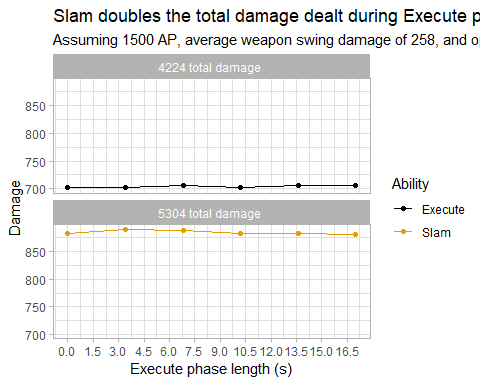 Slam doubles the total damage dealt during Execute p
Assuming 1500 AP, average weapon swing damage of 258, and o
4224 total damage
850
800
750
700
5304 total damage
850
800
750
700
Damage
0.0 1.5 3.0 4.5 6.0 7.5 9.0 10.5 12.0 13.5 15.0 16.5
Execute phase length (s)
Ability
Execute
Slam